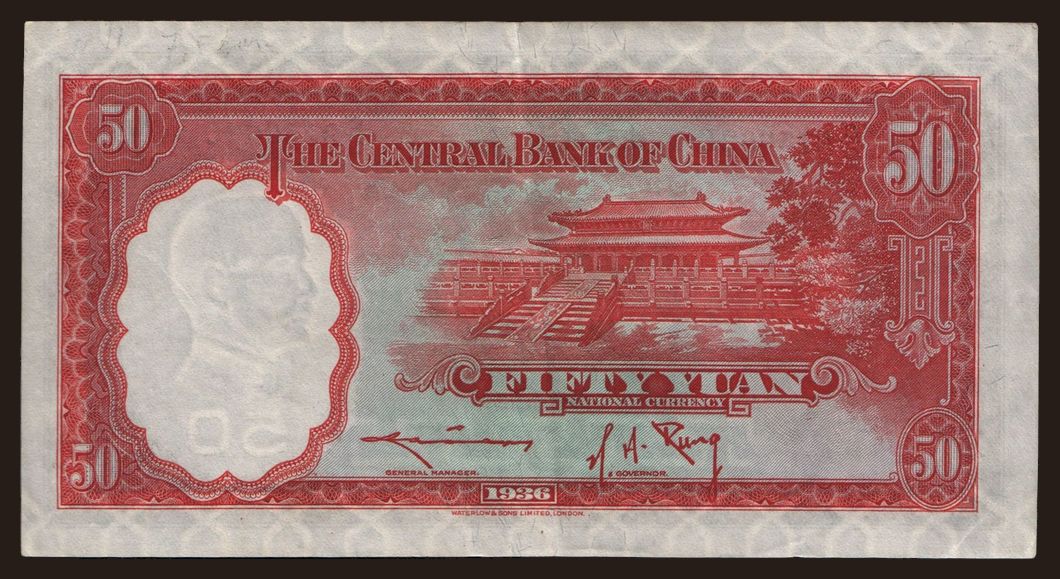 50
50
THE CENTRAL BANK OF CHINA
FIFTY YUAN
NATIONAL CURRENCY
50
GENERAL MANAGER.
H. H. Kung
GOVERNOR.
50
1936
WATERLOW & SONS LIMITED, LONDON.